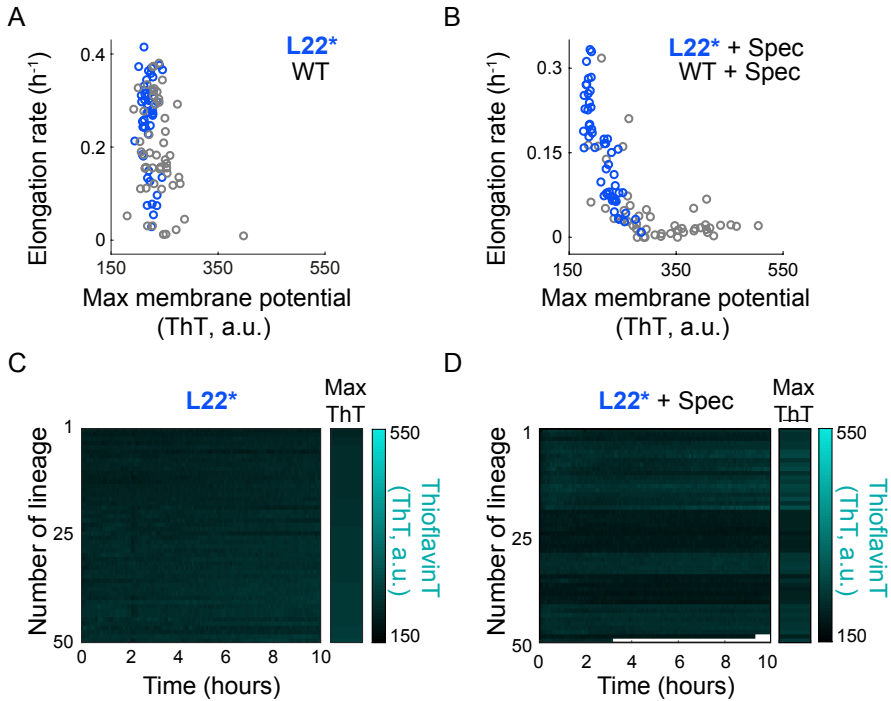 A
L22*
WT
Elongation rate (h⁻¹)
0.4
0.2
0
150
350
550
Max membrane potential
(ThT, a.u.)
B
L22* + Spec
WT + Spec
Elongation rate (h⁻¹)
0.3
0.15
0
150
350
550
Max membrane potential
(ThT, a.u.)
C
L22*
Max
ThT
Number of lineage
1
25
50
0
2
4
6
8
10
Time (hours)
550
150
Thioflavin T
(ThT, a.u.)
D
L22* + Spec
Max
ThT
Number of lineage
1
25
50
0
2
4
6
8
10
Time (hours)
550
150
Thioflavin T
(ThT, a.u.)